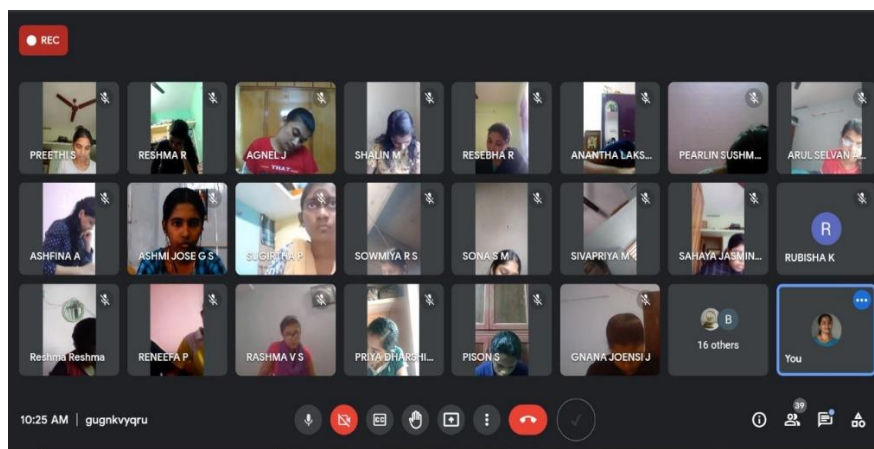 REC
PREETHI S
RESHMA R
AGNEL J
SHALIN M
RESEBHA R
ANANTHA LAKS...
PEARLIN SUSHM...
ARUL SELVAN A...
ASHFINA A
ASHMI JOSE G S
SUGIRTHA P
SOWMIYA R S
SONA S M
SIVAPRIYA M
SAHAYA JASMIN...
R
RUBISHA K
Reshma Reshma
RENEEFA P
RASHMA V S
PRIYA DHARSHI...
PISON S
GNANA JOENSI J
B
16 others
You
10:25 AM | gugnkvyqru
CC
39